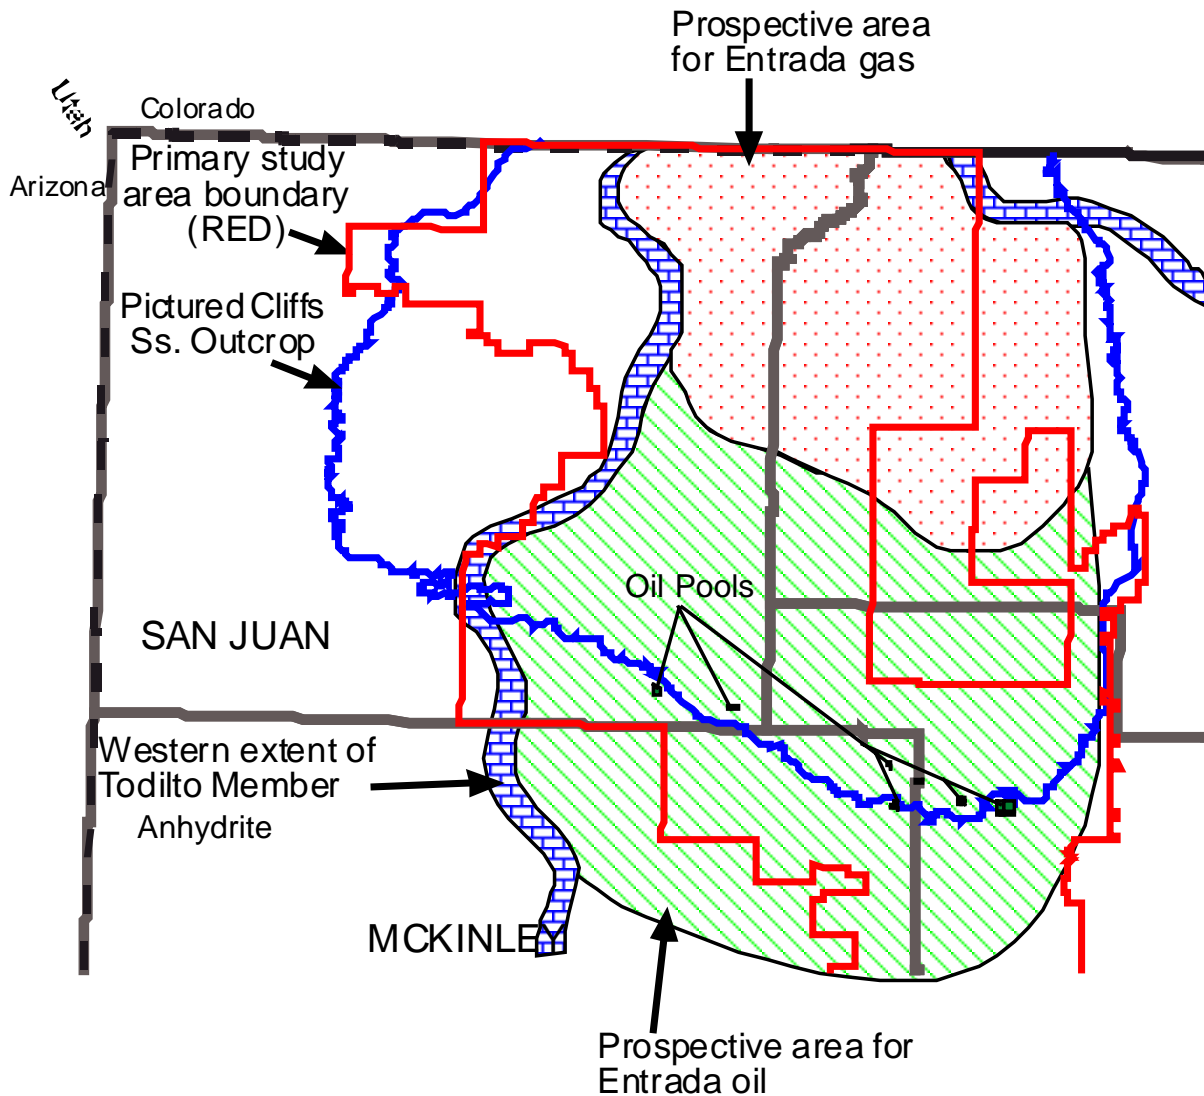 Prospective area
for Entrada gas
Utah
Colorado
Primary study
area boundary
(RED)
Arizona
Pictured Cliffs
Ss. Outcrop
Oil Pools
SAN JUAN
Western extent of
Todilto Member
Anhydrite
MCKINLEY
Prospective area for
Entrada oil